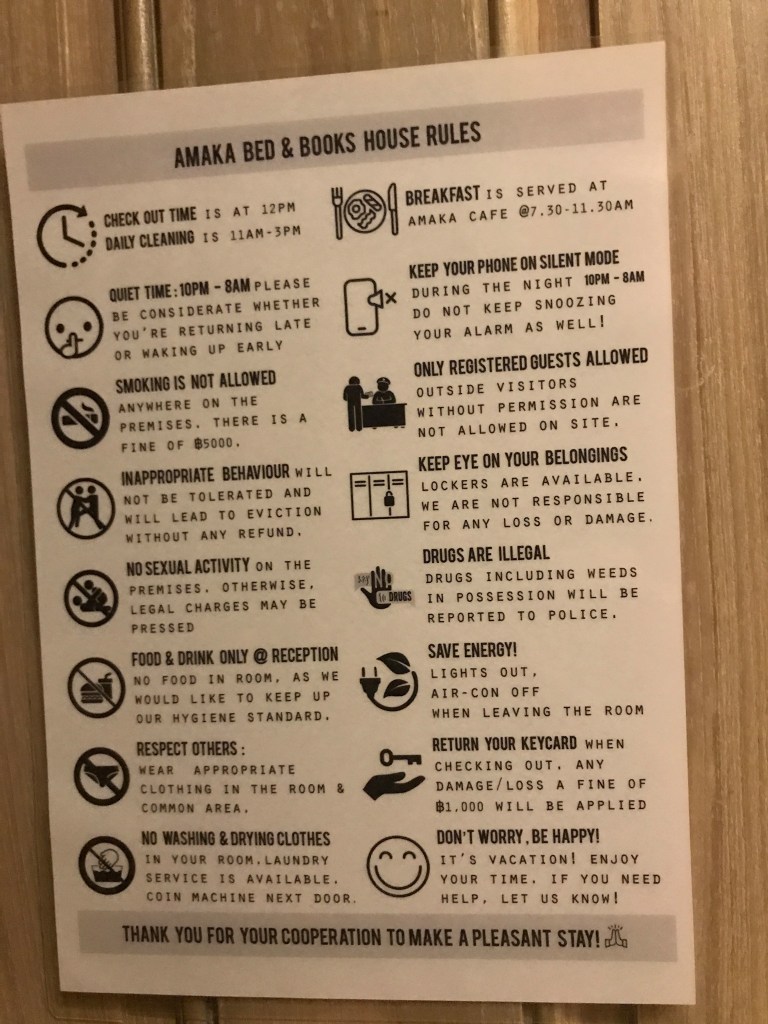 AMAKA BED & BOOKS HOUSE RULES
CHECK OUT TIME IS AT 12PM
DAILY CLEANING IS 11AM-3PM
BREAKFAST IS SERVED AT
AMAKA CAFE @7.30-11.30AM
QUIET TIME: 10PM - 8AM PLEASE
BE CONSIDERATE WHETHER
YOU'RE RETURNING LATE
OR WAKING UP EARLY
KEEP YOUR PHONE ON SILENT MODE
DURING THE NIGHT 10PM - 8AM
DO NOT KEEP SNOOZING
YOUR ALARM AS WELL!
SMOKING IS NOT ALLOWED
ANYWHERE ON THE
PREMISES. THERE IS A
FINE OF ฿5000.
ONLY REGISTERED GUESTS ALLOWED
OUTSIDE VISITORS
WITHOUT PERMISSION ARE
NOT ALLOWED ON SITE.
INAPPROPRIATE BEHAVIOUR WILL
NOT BE TOLERATED AND
WILL LEAD TO EVICTION
WITHOUT ANY REFUND.
KEEP EYE ON YOUR BELONGINGS
LOCKERS ARE AVAILABLE.
WE ARE NOT RESPONSIBLE
FOR ANY LOSS OR DAMAGE.
NO SEXUAL ACTIVITY ON THE
PREMISES. OTHERWISE,
LEGAL CHARGES MAY BE
PRESSED
say NO
to DRUGS
DRUGS ARE ILLEGAL
DRUGS INCLUDING WEEDS
IN POSSESSION WILL BE
REPORTED TO POLICE.
FOOD & DRINK ONLY @ RECEPTION
NO FOOD IN ROOM, AS WE
WOULD LIKE TO KEEP UP
OUR HYGIENE STANDARD.
SAVE ENERGY!
LIGHTS OUT,
AIR-CON OFF
WHEN LEAVING THE ROOM
RESPECT OTHERS :
WEAR APPROPRIATE
CLOTHING IN THE ROOM &
COMMON AREA.
RETURN YOUR KEYCARD WHEN
CHECKING OUT. ANY
DAMAGE/LOSS A FINE OF
฿1,000 WILL BE APPLIED
NO WASHING & DRYING CLOTHES
IN YOUR ROOM. LAUNDRY
SERVICE IS AVAILABLE.
COIN MACHINE NEXT DOOR.
DON'T WORRY, BE HAPPY!
IT'S VACATION! ENJOY
YOUR TIME. IF YOU NEED
HELP, LET US KNOW!
THANK YOU FOR YOUR COOPERATION TO MAKE A PLEASANT STAY!